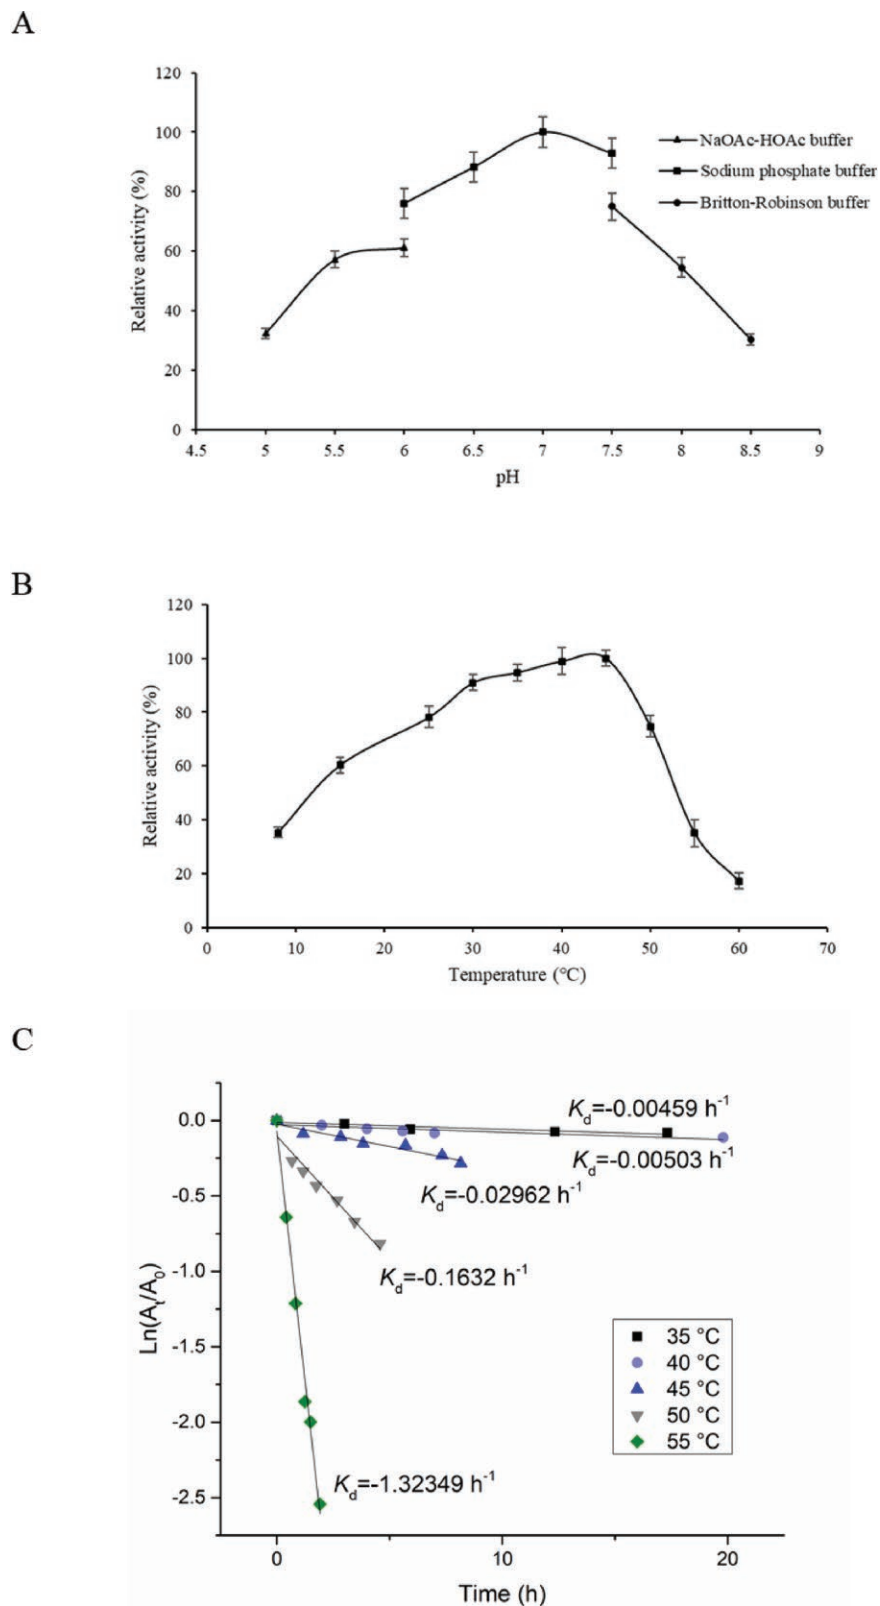 A
120
100
80
60
40
20
0
Relative activity (%)
4.5 5 5.5 6 6.5 7 7.5 8 8.5 9
pH
NaOAc-HOAc buffer
Sodium phosphate buffer
Britton-Robinson buffer
B
120
100
80
60
40
20
0
Relative activity (%)
0 10 20 30 40 50 60 70
Temperature (°C)
C
0.0
-0.5
-1.0
-1.5
-2.0
-2.5
Ln(At/A0)
Kd=-0.00459 h-1
Kd=-0.00503 h-1
Kd=-0.02962 h-1
Kd=-0.1632 h-1
Kd=-1.32349 h-1
35 °C
40 °C
45 °C
50 °C
55 °C
0 10 20
Time (h)